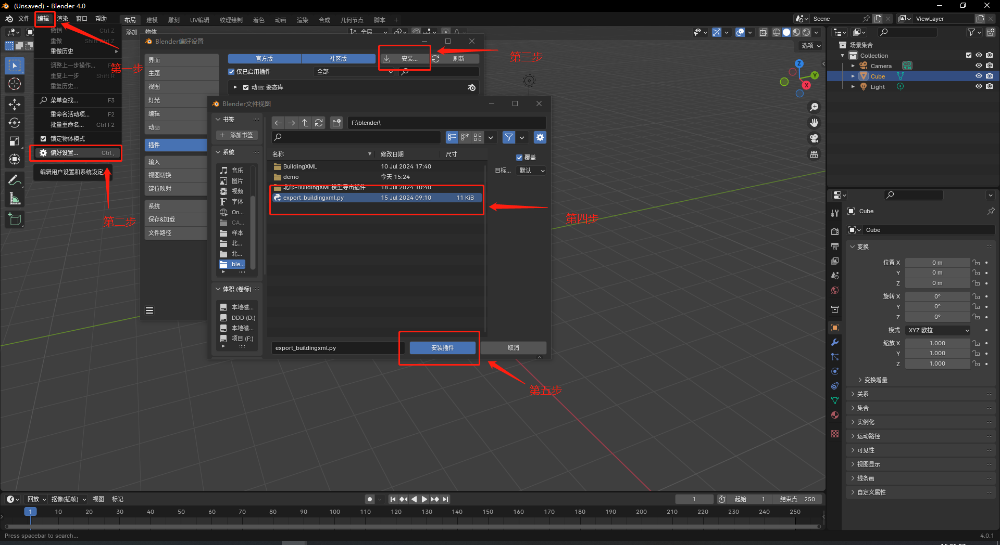 (Unsaved) - Blender 4.0
文件 编辑 渲染 窗口 帮助
布局 建模 雕刻 UV编辑 纹理绘制 着色 动画 渲染 合成 几何节点 脚本 +
Scene
ViewLayer
添加 物体
全局
选项
撤销 Ctrl Z
重做
重做历史
调整上一步操作...
重复上一步 Shift R
重复历史...
菜单查找... F3
重命名活动项... F2
批量重命名... Ctrl F2
锁定物体模式
偏好设置... Ctrl ,
编辑用户设置和系统设定
第一步
第二步
第三步
第四步
第五步
Blender偏好设置
界面
主题
视图
灯光
编辑
动画
插件
输入
视图切换
键位映射
系统
保存&加载
文件路径
官方版 社区版 安装... 刷新
仅已启用插件 全部
动画: 姿态库
Blender文件视图
书签
添加书签
系统
音乐
图片
视频
字体
On...
CA...
样本
北...
北...
ble...
体积 (卷标)
本地磁...
DDD (D:)
本地磁...
项目 (F:)
F:\blender\
名称 修改日期 尺寸
BuildingXML 10 Jul 2024 17:40
demo 今天 15:24
北邮-BuildingXML模型导出插件 18 Jul 2024 10:40
export_buildingxml.py 15 Jul 2024 09:10 11 KiB
覆盖
目标... 默认
export_buildingxml.py 安装插件 取消
Z
Y
X
场景集合
Collection
Camera
Cube
Light
Cube
Cube
变换
位置 X 0 m
Y 0 m
Z 0 m
旋转 X 0°
Y 0°
Z 0°
模式 XYZ 欧拉
缩放 X 1.000
Y 1.000
Z 1.000
变换增量
关系
集合
实例化
运动路径
可见性
视图显示
线条画
自定义属性
回放 抠像(插帧) 视图 标记
1 起始 1 结束点 250
1 10 20 30 40 50 60 70 80 90 100 110 120 130 140 150 160 170 180 190 200 210 220 230 240 250
Press spacebar to search...
4.0.1